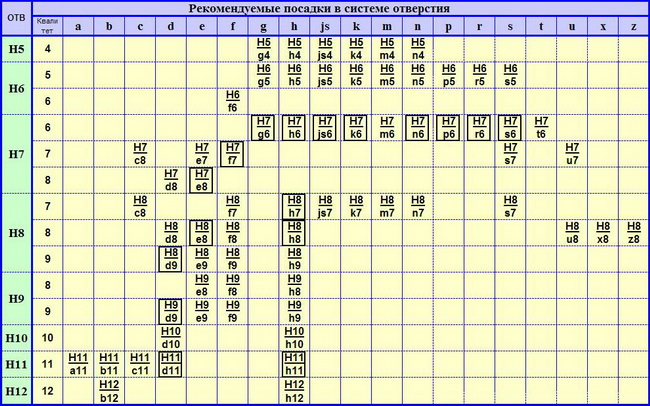 Рекомендуемые посадки в системе отверстия
ОТВ Квали тет a b c d e f g h js k m n p r s t u x z
H5 4 H5/g4 H5/h4 H5/js4 H5/k4 H5/m4 H5/n4
H6 5 H6/g5 H6/h5 H6/js5 H6/k5 H6/m5 H6/n5 H6/p5 H6/r5 H6/s5
6 H6/f6
H7 6 H7/g6 H7/h6 H7/js6 H7/k6 H7/m6 H7/n6 H7/p6 H7/r6 H7/s6 H7/t6
7 H7/c8 H7/e7 H7/f7 H7/s7 H7/u7
8 H7/d8 H7/e8
H8 7 H8/c8 H8/f7 H8/h7 H8/js7 H8/k7 H8/m7 H8/n7 H8/s7
8 H8/d8 H8/e8 H8/f8 H8/h8 H8/u8 H8/x8 H8/z8
9 H8/d9 H8/e9 H8/f9 H8/h9
H9 8 H9/e8 H9/f8 H9/h8
9 H9/d9 H9/e9 H9/f9 H9/h9
H10 10 H10/d10 H10/h10
H11 11 H11/a11 H11/b11 H11/c11 H11/d11 H11/h11
H12 12 H12/b12 H12/h12